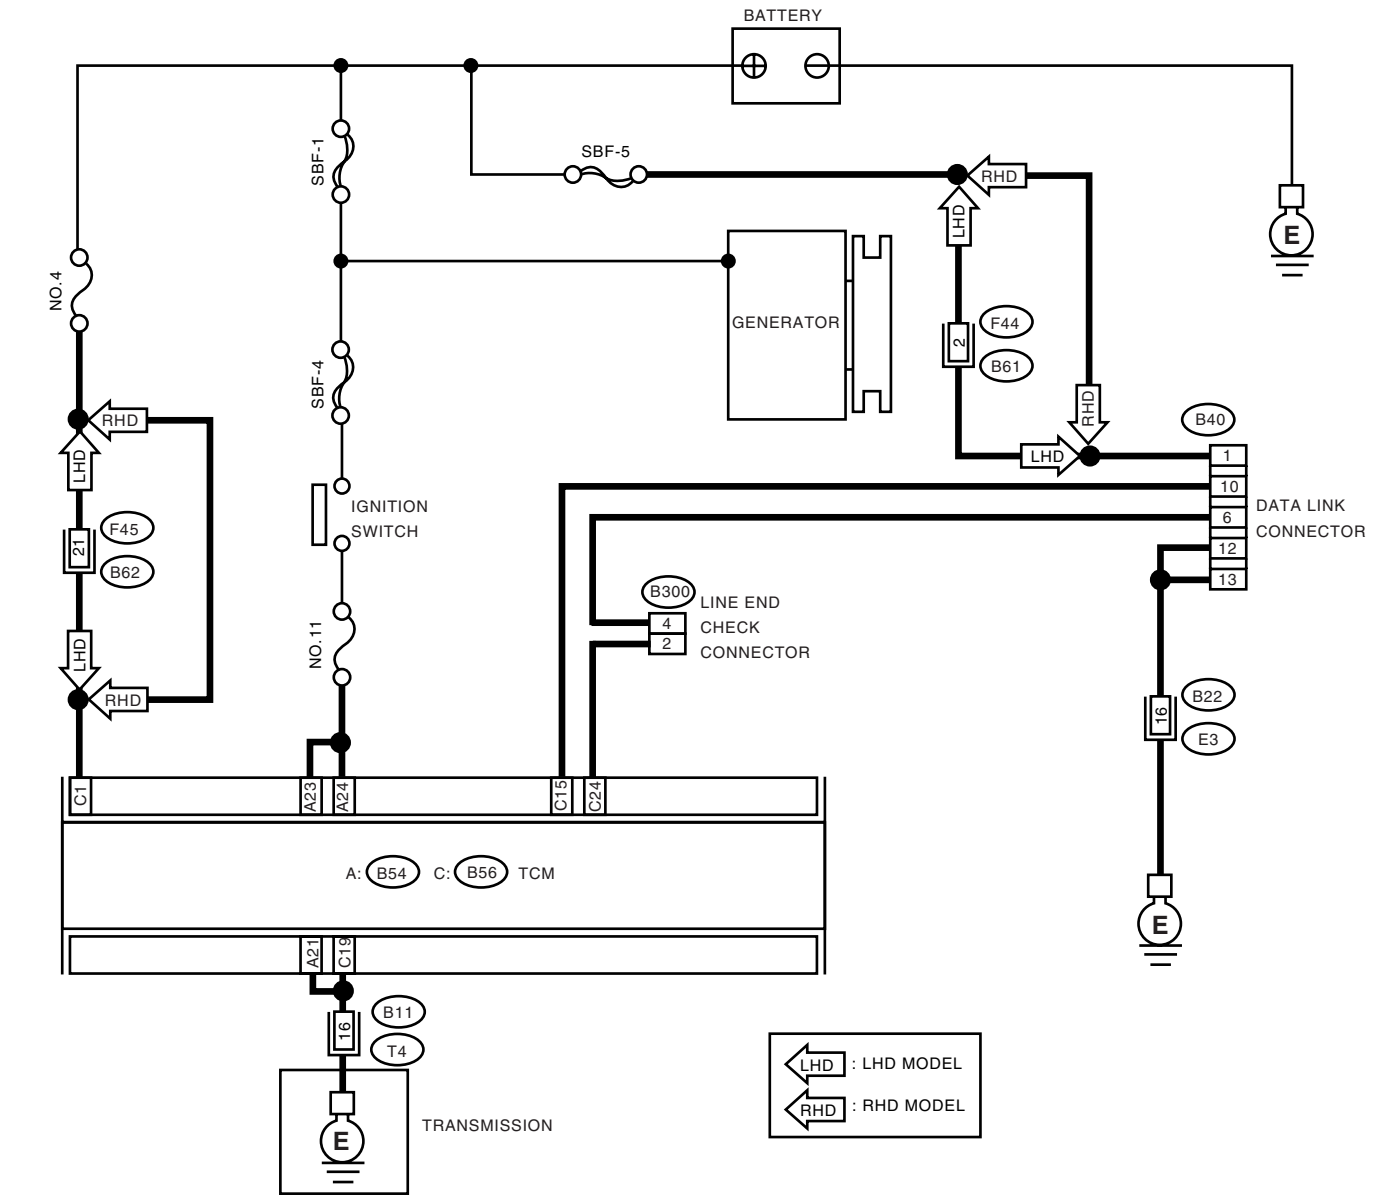 BATTERY
SBF-1
SBF-5
RHD
LHD
NO.4
GENERATOR
F44
2
B61
SBF-4
RHD
RHD
B40
LHD
LHD
1
10
IGNITION
SWITCH
DATA LINK
CONNECTOR
6
F45
21
B62
12
13
B300
LINE END
CHECK
CONNECTOR
4
2
NO.11
LHD
RHD
B22
16
E3
C1
A23
A24
C15
C24
A: B54 C: B56 TCM
A21
C19
B11
16
T4
E
E
E
TRANSMISSION
LHD : LHD MODEL
RHD : RHD MODEL